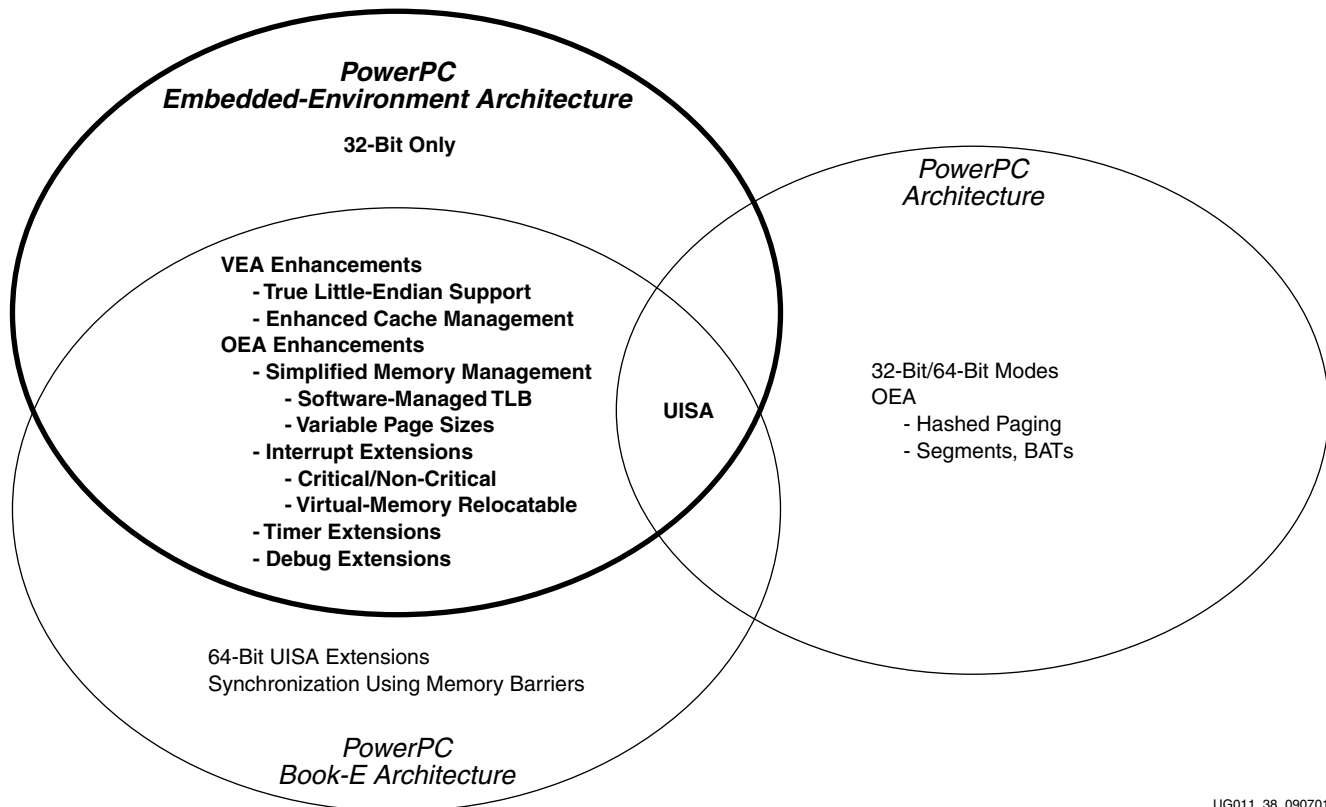 PowerPC
Embedded-Environment Architecture
32-Bit Only
PowerPC
Architecture
VEA Enhancements
- True Little-Endian Support
- Enhanced Cache Management
OEA Enhancements
- Simplified Memory Management
- Software-Managed TLB
- Variable Page Sizes
- Interrupt Extensions
- Critical/Non-Critical
- Virtual-Memory Relocatable
- Timer Extensions
- Debug Extensions
UISA
32-Bit/64-Bit Modes
OEA
- Hashed Paging
- Segments, BATs
64-Bit UISA Extensions
Synchronization Using Memory Barriers
PowerPC
Book-E Architecture
UG011_38_090701